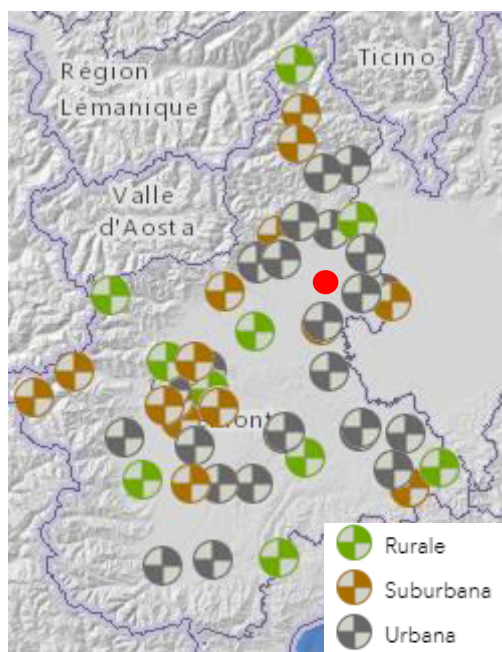 Ticino
Région
Lémanique
Valle
d'Aosta
Rurale
Suburbana
Urbana